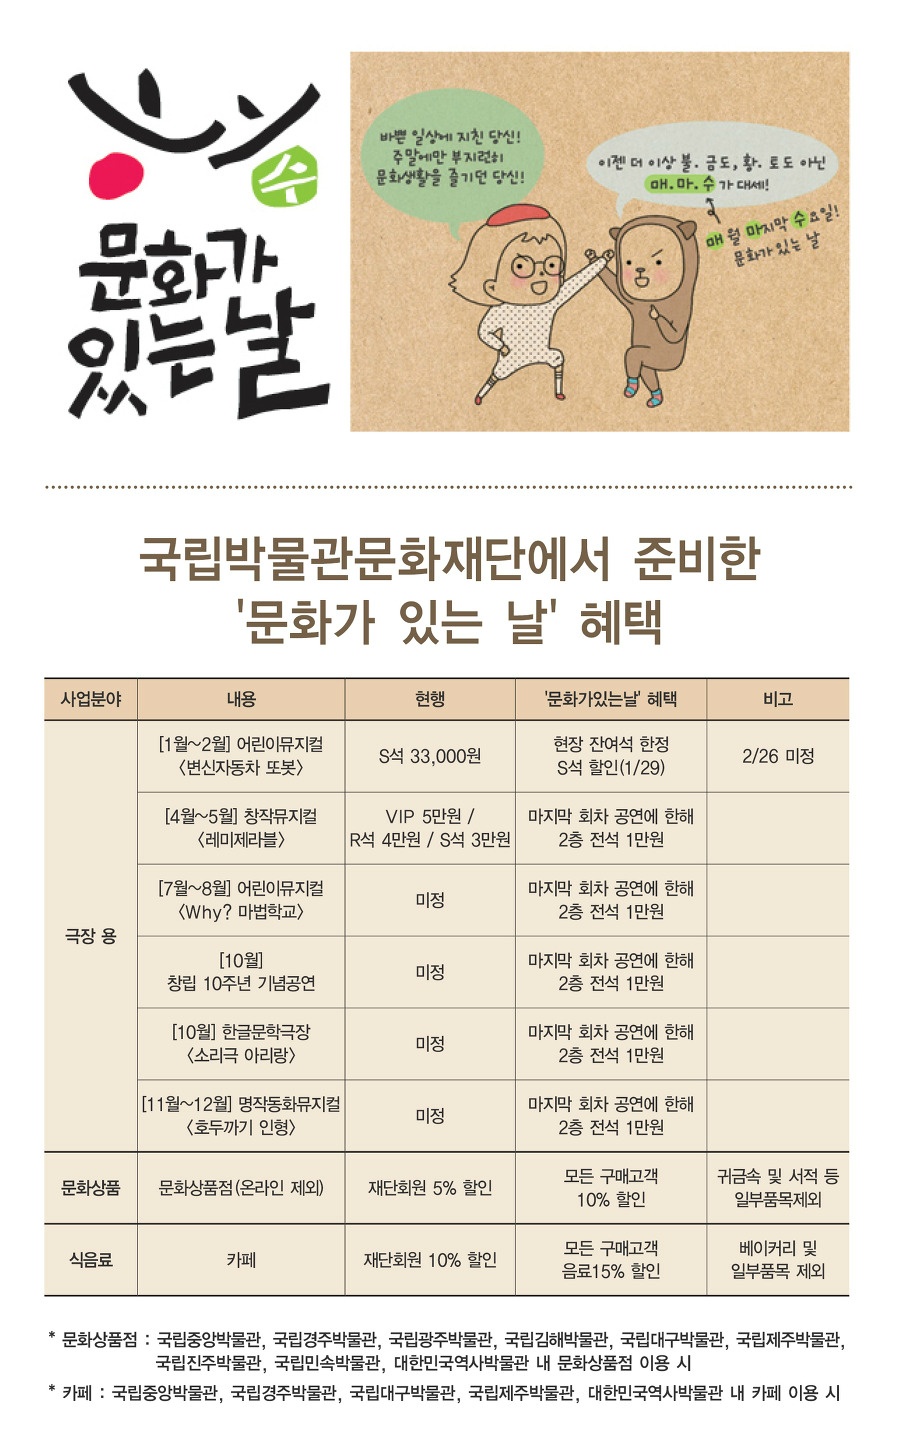 수
문화가
있는날
바쁜 일상에 지친 당신!
주말에만 부지런히
문화생활을 즐기던 당신!
이젠 더 이상 불. 금도, 황. 토도 아닌
매. 마. 수 가 대세!
매월 마지막 수요일!
문화가 있는 날
국립박물관문화재단에서 준비한
'문화가 있는 날' 혜택
사업분야 내용 현행 '문화가있는날' 혜택 비고
극장 용
[1월~2월] 어린이뮤지컬
<변신자동차 또봇>
S석 33,000원
현장 잔여석 한정
S석 할인(1/29)
2/26 미정
[4월~5월] 창작뮤지컬
<레미제라블>
VIP 5만원 /
R석 4만원 / S석 3만원
마지막 회차 공연에 한해
2층 전석 1만원
[7월~8월] 어린이뮤지컬
<Why? 마법학교>
미정
마지막 회차 공연에 한해
2층 전석 1만원
[10월]
창립 10주년 기념공연
미정
마지막 회차 공연에 한해
2층 전석 1만원
[10월] 한글문학극장
<소리극 아리랑>
미정
마지막 회차 공연에 한해
2층 전석 1만원
[11월~12월] 명작동화뮤지컬
<호두까기 인형>
미정
마지막 회차 공연에 한해
2층 전석 1만원
문화상품
문화상품점(온라인 제외)
재단회원 5% 할인
모든 구매고객
10% 할인
귀금속 및 서적 등
일부품목제외
식음료
카페
재단회원 10% 할인
모든 구매고객
음료15% 할인
베이커리 및
일부품목 제외
* 문화상품점 : 국립중앙박물관, 국립경주박물관, 국립광주박물관, 국립김해박물관, 국립대구박물관, 국립제주박물관,
국립진주박물관, 국립민속박물관, 대한민국역사박물관 내 문화상품점 이용 시
* 카페 : 국립중앙박물관, 국립경주박물관, 국립대구박물관, 국립제주박물관, 대한민국역사박물관 내 카페 이용 시